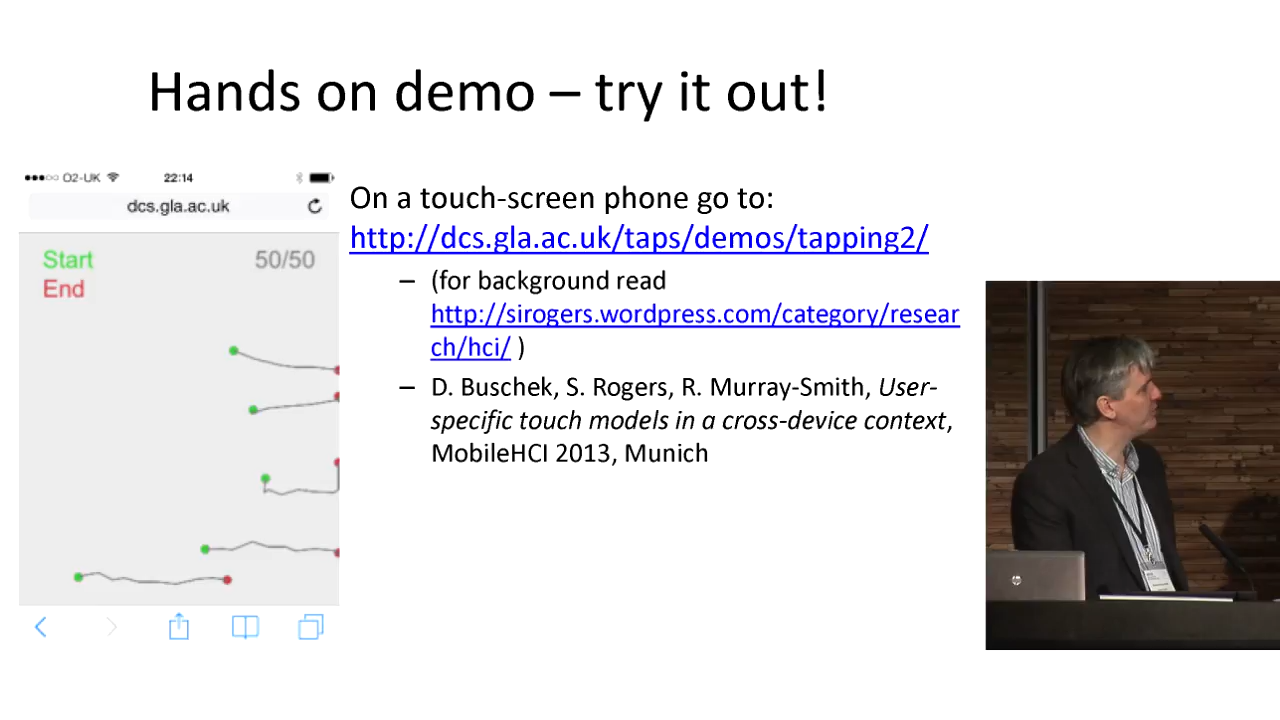 Hands on demo – try it out!
O2-UK 22:14
dcs.gla.ac.uk
Start 50/50
End
On a touch-screen phone go to:
http://dcs.gla.ac.uk/taps/demos/tapping2/
– (for background read
http://sirogers.wordpress.com/category/resear
ch/hci/ )
– D. Buschek, S. Rogers, R. Murray-Smith, User-
specific touch models in a cross-device context,
MobileHCI 2013, Munich
hp